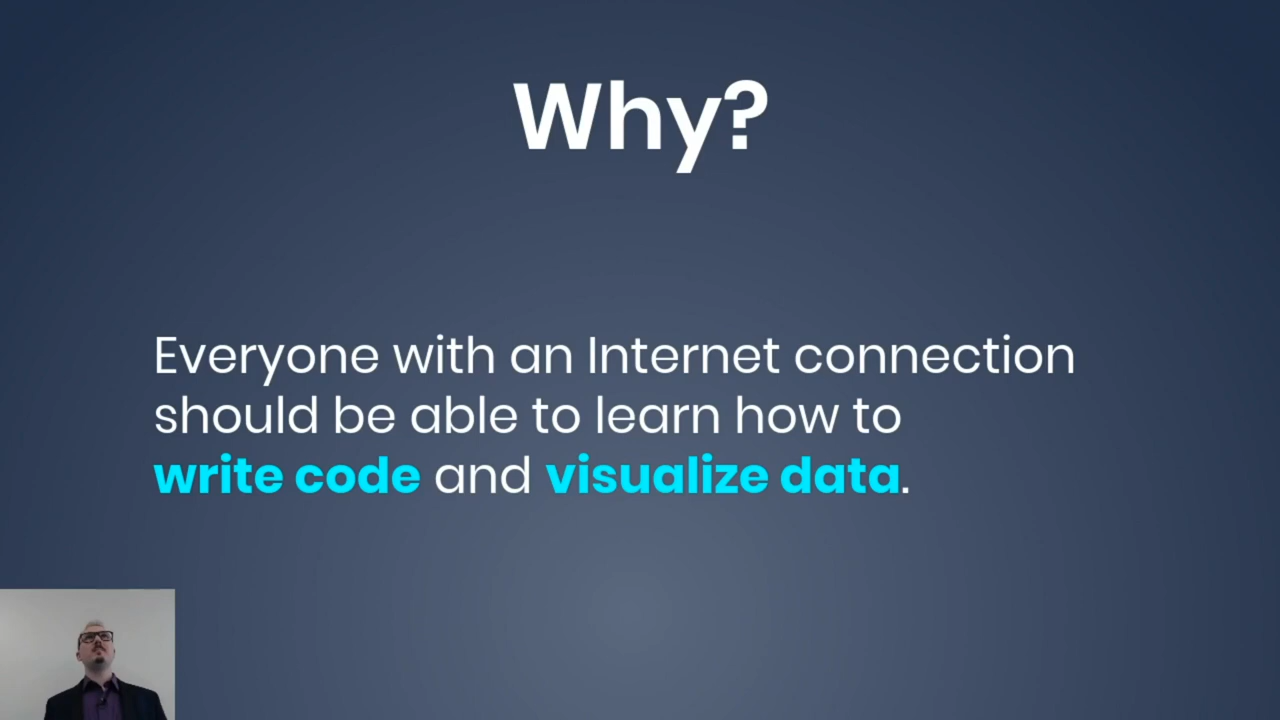 Why?
Everyone with an Internet connection
should be able to learn how to
write code and visualize data.